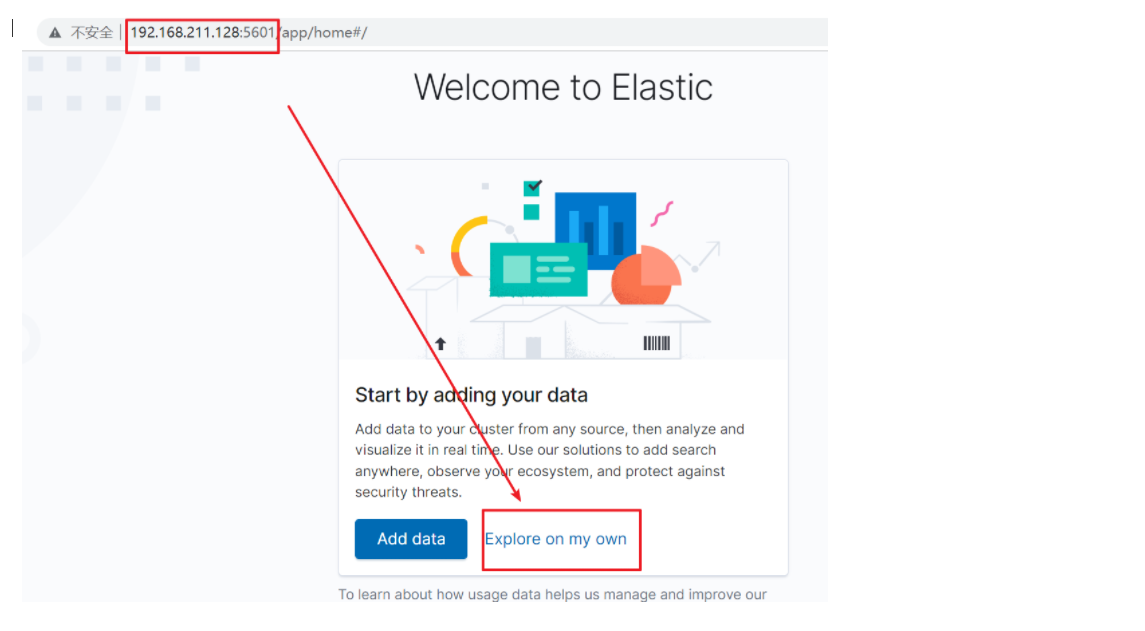 不安全 | 192.168.211.128:5601/app/home#/
Welcome to Elastic
Start by adding your data
Add data to your cluster from any source, then analyze and
visualize it in real time. Use our solutions to add search
anywhere, observe your ecosystem, and protect against
security threats.
Add data
Explore on my own
To learn about how usage data helps us manage and improve our